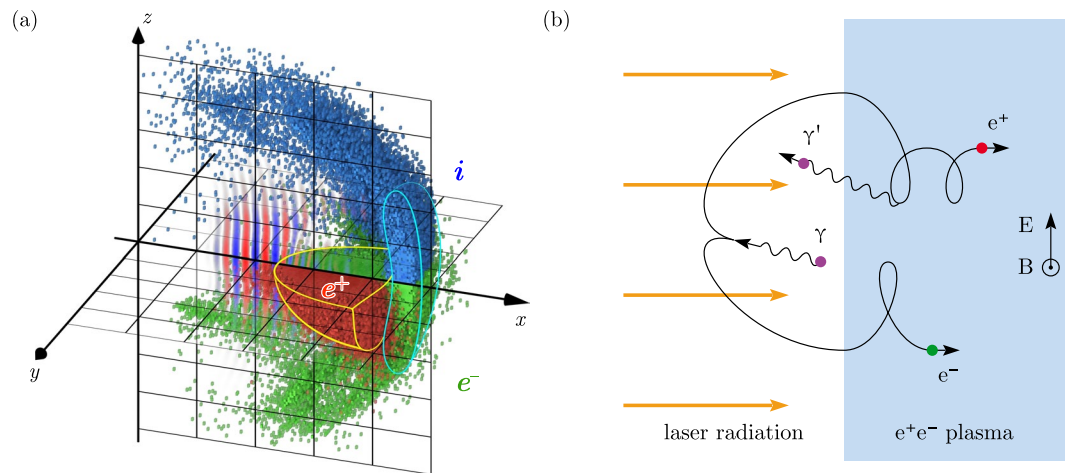 (a)
z
i
e⁺
x
y
e⁻
(b)
γ'
e⁺
γ
E
B
e⁻
laser radiation
e⁺e⁻ plasma